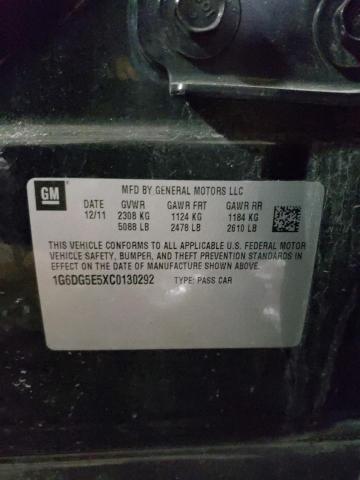 GM
MFD BY GENERAL MOTORS LLC
DATE GVWR GAWR FRT GAWR RR
12/11 2308 KG 1124 KG 1184 KG
5088 LB 2478 LB 2610 LB
THIS VEHICLE CONFORMS TO ALL APPLICABLE U.S. FEDERAL MOTOR
VEHICLE SAFETY, BUMPER, AND THEFT PREVENTION STANDARDS
IN EFFECT ON THE DATE OF MANUFACTURE SHOWN ABOVE.
1G6DG5E5XC0130292 TYPE: PASS CAR